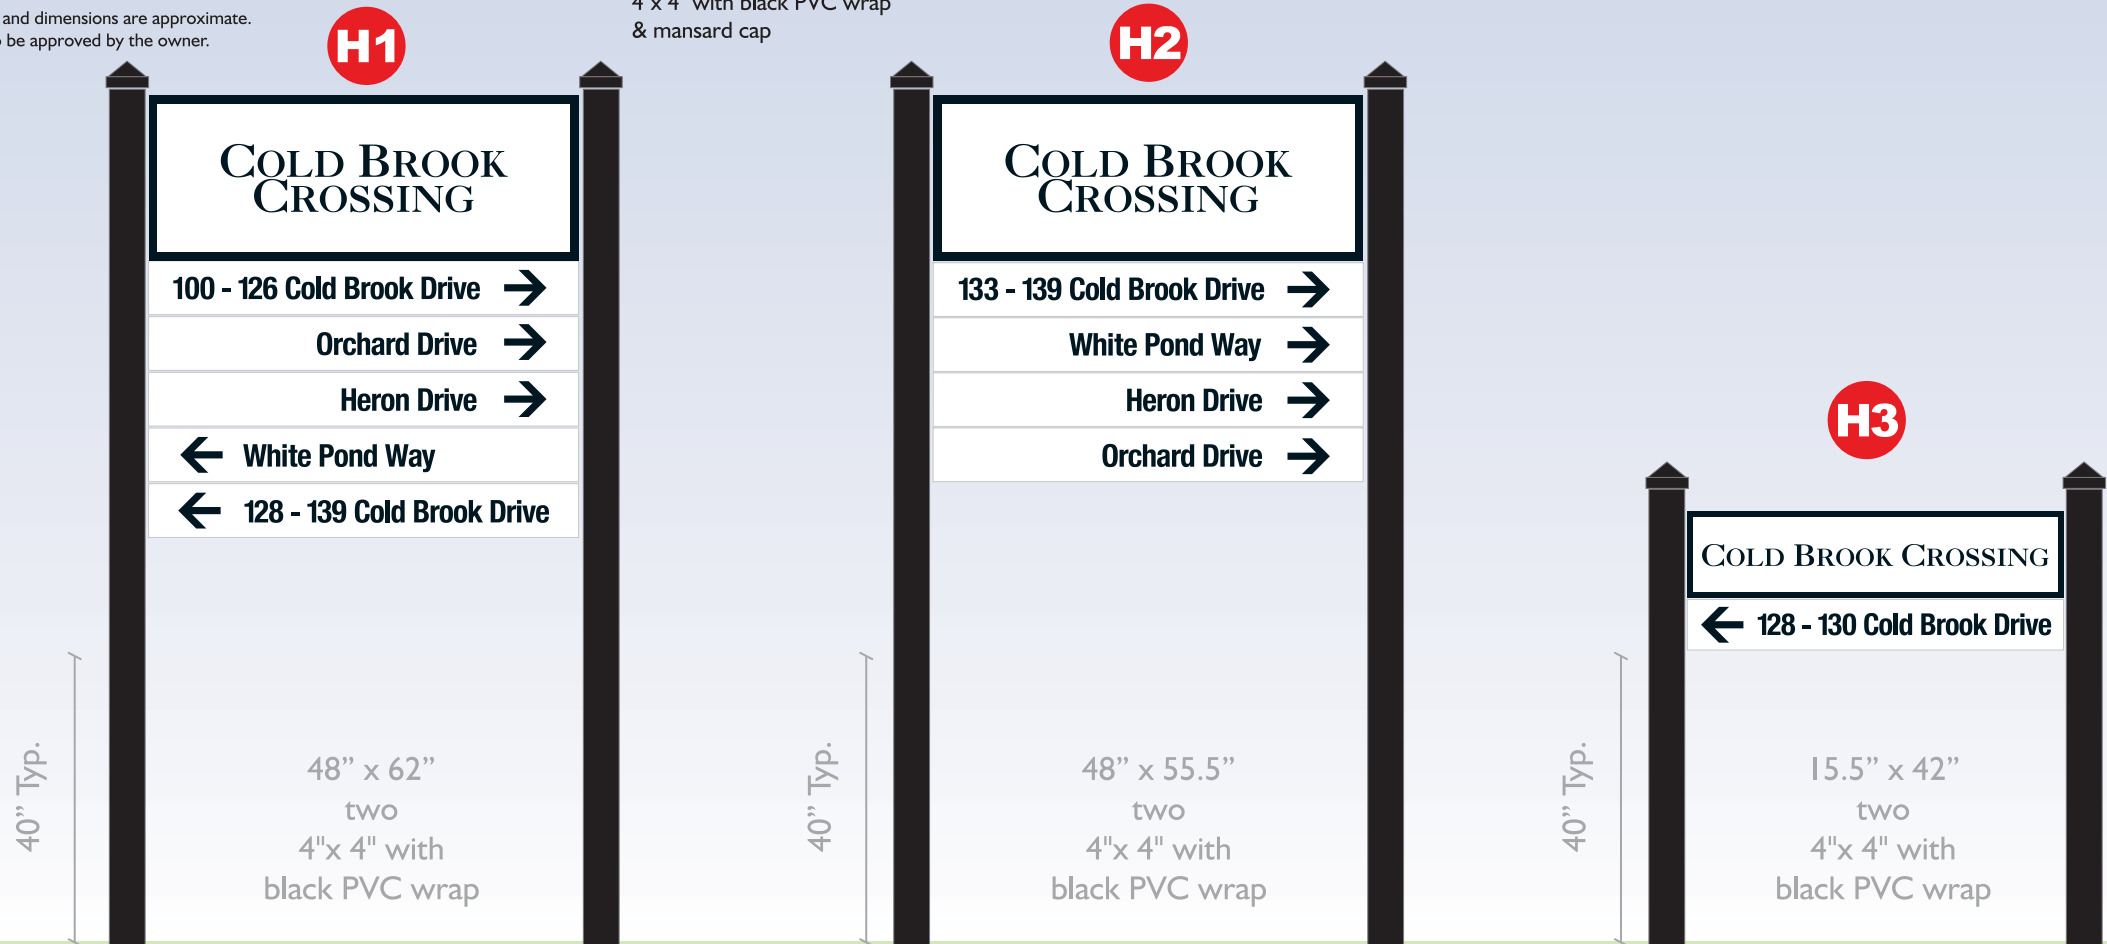 and dimensions are approximate.
be approved by the owner.
4"x 4" with black PVC wrap
& mansard cap
H1
COLD BROOK
CROSSING
100 - 126 Cold Brook Drive →
Orchard Drive →
Heron Drive →
← White Pond Way
← 128 - 139 Cold Brook Drive
40” Typ.
48” x 62”
two
4"x 4" with
black PVC wrap
H2
COLD BROOK
CROSSING
133 - 139 Cold Brook Drive →
White Pond Way →
Heron Drive →
Orchard Drive →
40” Typ.
48” x 55.5”
two
4"x 4" with
black PVC wrap
H3
COLD BROOK CROSSING
← 128 - 130 Cold Brook Drive
40” Typ.
15.5” x 42”
two
4"x 4" with
black PVC wrap